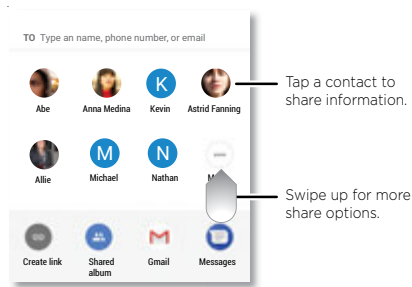 TO Type an name, phone number, or email
K
Abe
Anna Medina
Kevin
Astrid Fanning
Tap a contact to
share information.
M
N
Allie
Michael
Nathan
Swipe up for more
share options.
Create link
Shared
album
Gmail
Messages